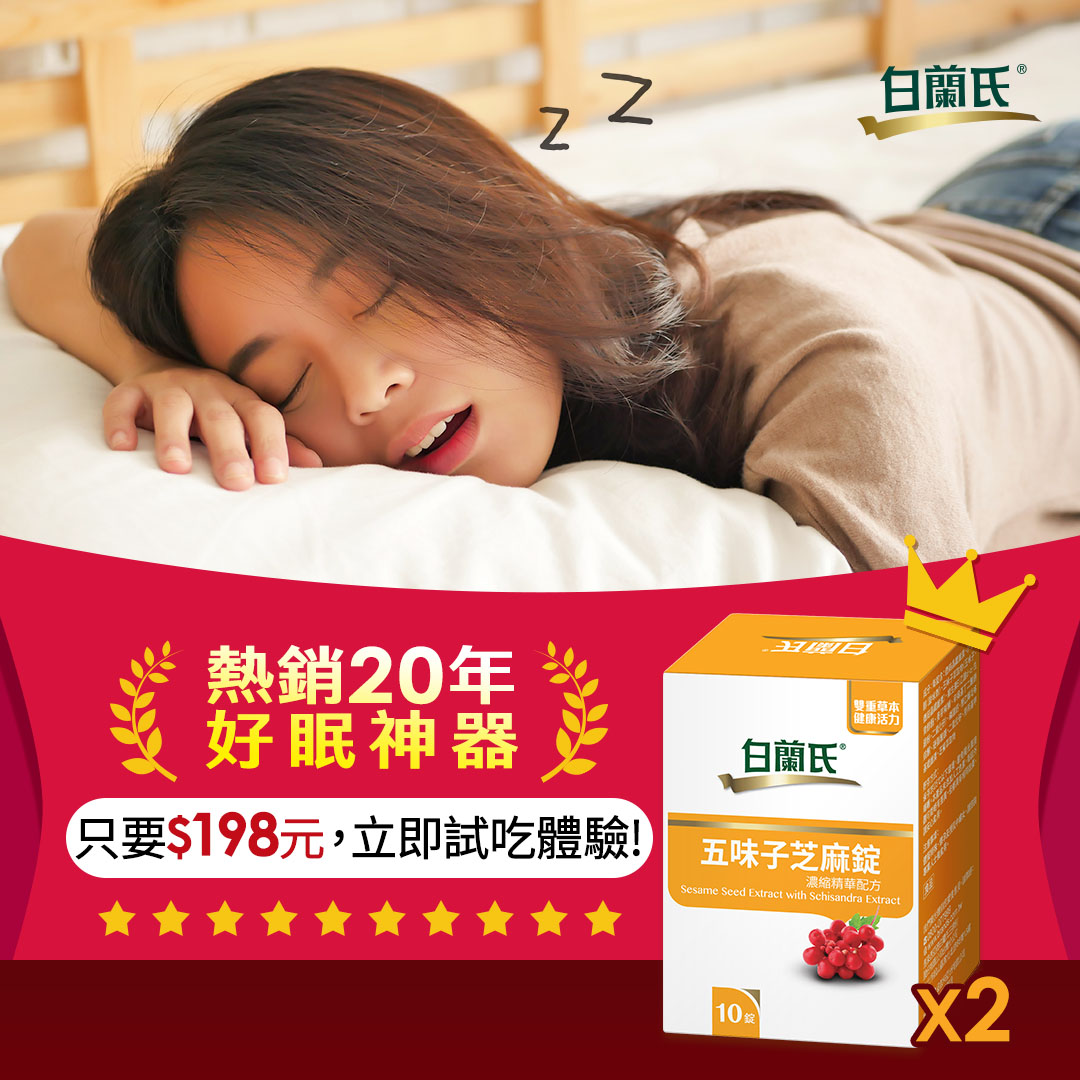 Z Z
白蘭氏®
熱銷20年
好眠神器
只要$198元，立即試吃體驗!
白蘭氏®
雙重草本
健康活力
白蘭氏®
五味子芝麻錠
濃縮精華配方
Sesame Seed Extract with Schisandra Extract
10錠
x2